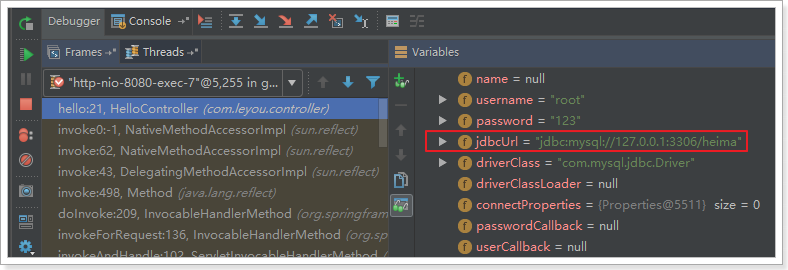 Debugger Console
Frames Threads
"http-nio-8080-exec-7"@5,255 in g...
hello:21, HelloController (com.leyou.controller)
invoke0:-1, NativeMethodAccessorImpl (sun.reflect)
invoke:62, NativeMethodAccessorImpl (sun.reflect)
invoke:43, DelegatingMethodAccessorImpl (sun.reflect)
invoke:498, Method (java.lang.reflect)
doInvoke:209, InvocableHandlerMethod (org.springfram
invokeForRequest:136, InvocableHandlerMethod (org.sp
invokeAndHandle:102, ServletInvocableHandlerMethod
Variables
f name = null
f username = "root"
f password = "123"
f jdbcUrl = "jdbc:mysql://127.0.0.1:3306/heima"
f driverClass = "com.mysql.jdbc.Driver"
f driverClassLoader = null
f connectProperties = {Properties@5511} size = 0
f passwordCallback = null
f userCallback = null